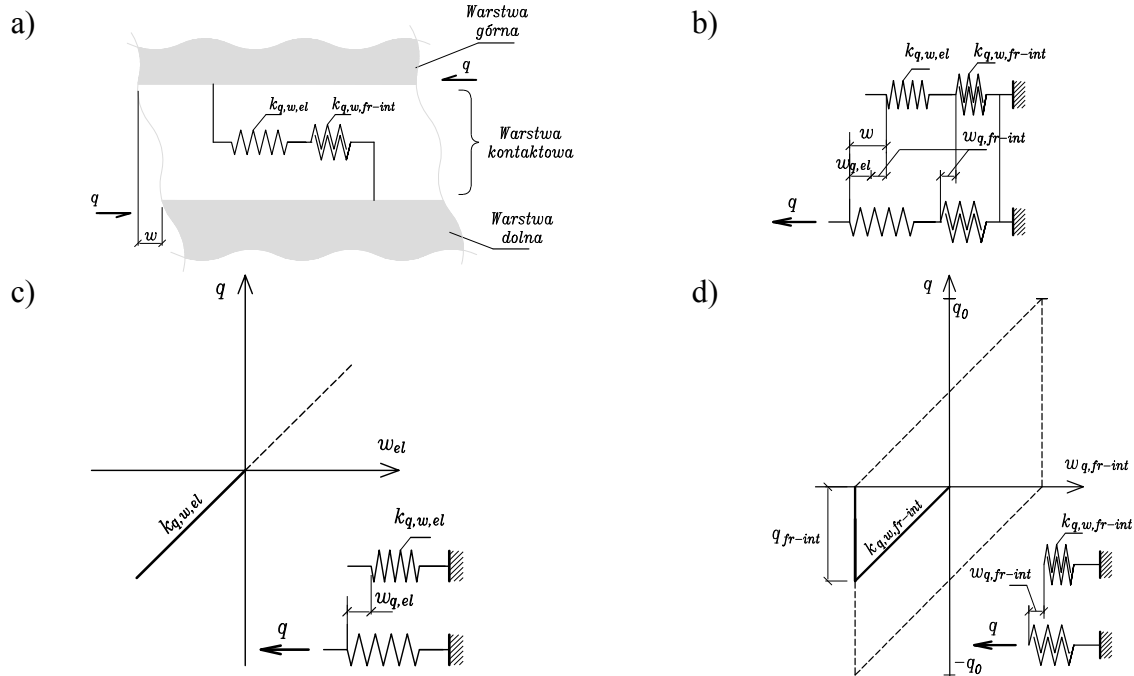 a)
Warstwa
górna
q
k_{q,w,el}
k_{q,w,fr-int}
Warstwa
kontaktowa
q
w
Warstwa
dolna
b)
k_{q,w,el}
k_{q,w,fr-int}
w
w_{q,el}
w_{q,fr-int}
q
c)
q
w_{el}
k_{q,w,el}
k_{q,w,el}
w_{q,el}
q
d)
q
q_0
w_{q,fr-int}
q_{fr-int}
k_{q,w,fr-int}
k_{q,w,fr-int}
w_{q,fr-int}
q
-q_0